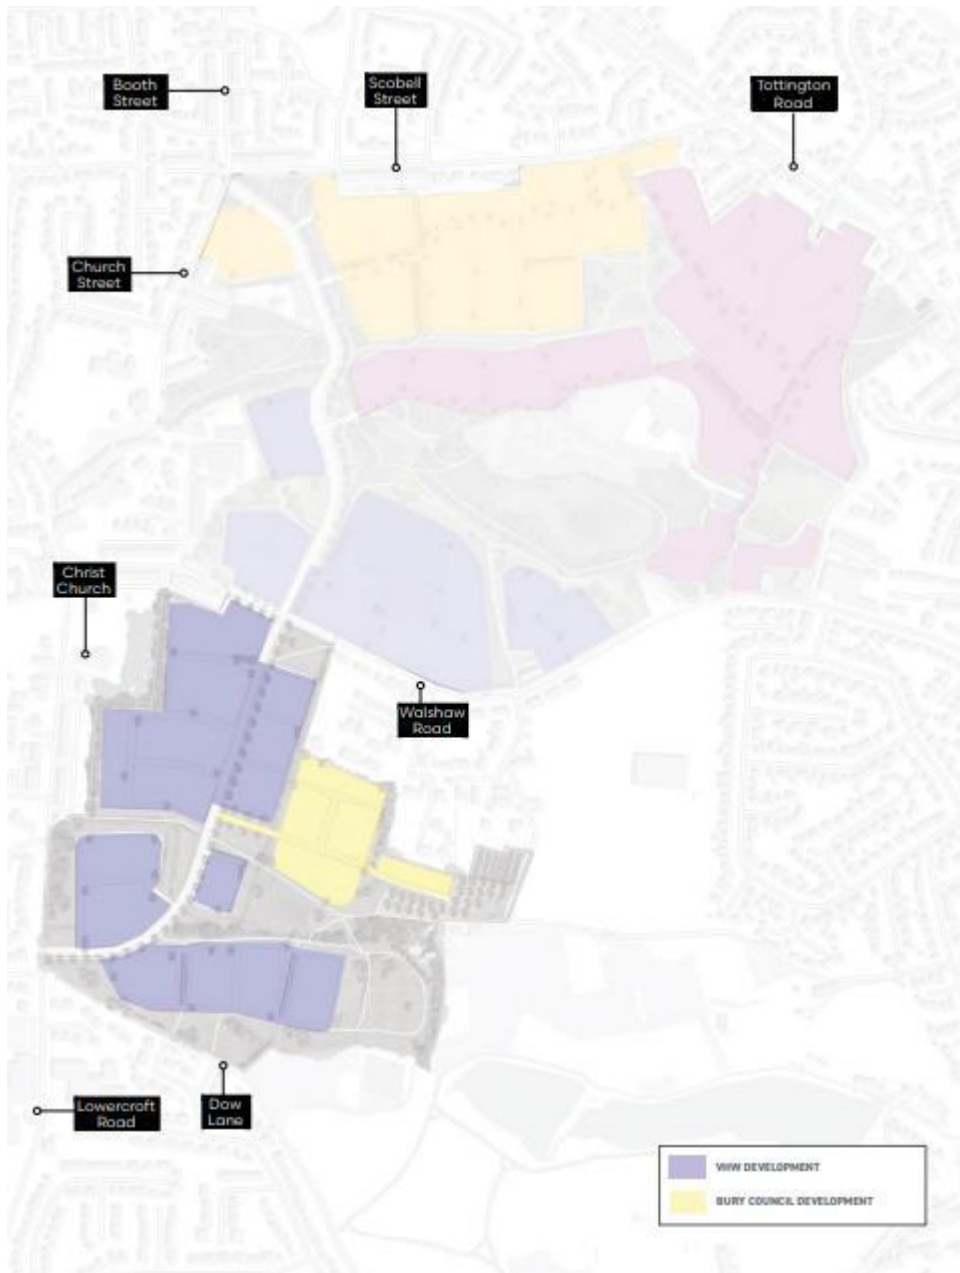 Booth
Street
Scobell
Street
Tottington
Road
Church
Street
Christ
Church
Walshaw
Road
Lowercroft
Road
Dow
Lane
VHW DEVELOPMENT
BURY COUNCIL DEVELOPMENT